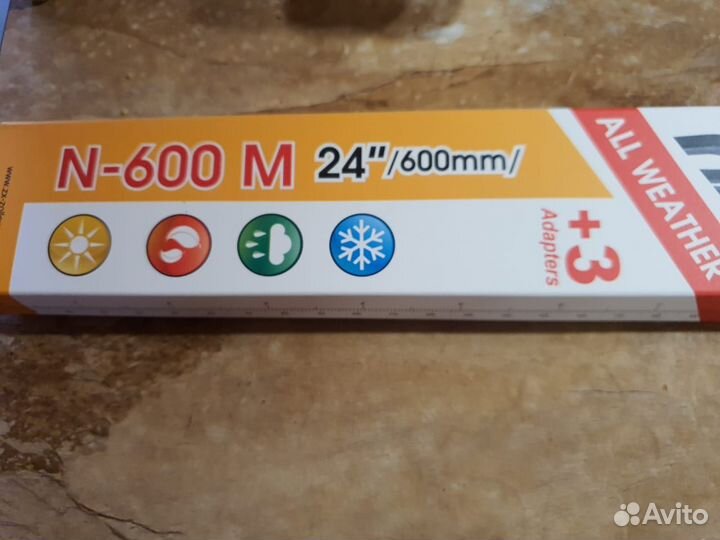 N-600 M 24"/600mm/
ALL WEATHER
+3
Adapters
Avito